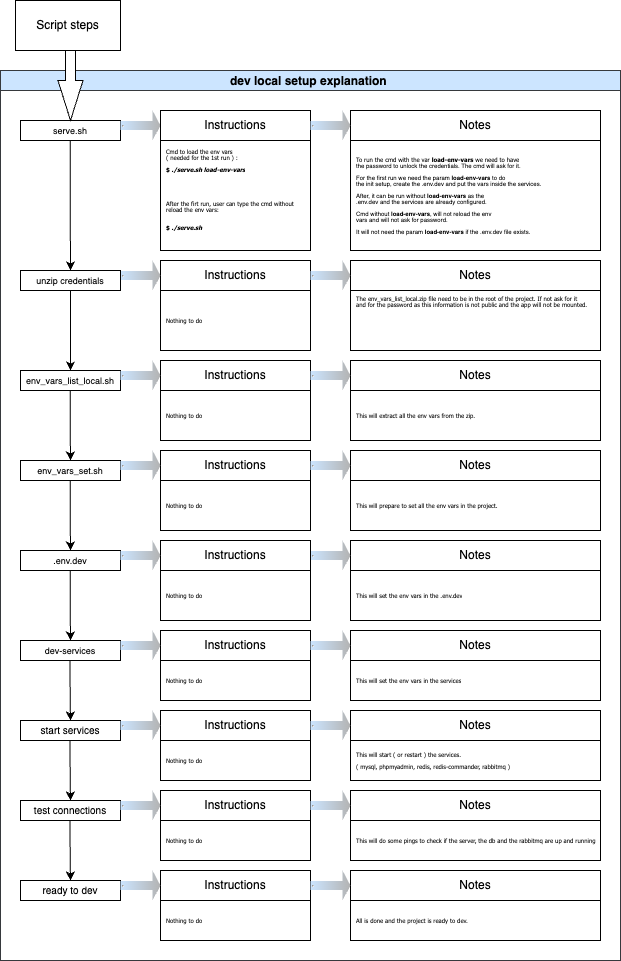 Script steps
dev local setup explanation
serve.sh
Instructions
Cmd to load the env vars
( needed for the 1st run ) :
$ ./serve.sh load-env-vars
After the firt run, user can type the cmd without
reload the env vars:
$ ./serve.sh
Notes
To run the cmd with the var load-env-vars we need to have
the password to unlock the credentials. The cmd will ask for it.
For the first run we need the param load-env-vars to do
the init setup, create the .env.dev and put the vars inside the services.
After, it can be run without load-env-vars as the
.env.dev and the services are already configured.
Cmd without load-env-vars, will not reload the env
vars and will not ask for password.
It will not need the param load-env-vars if the .env.dev file exists.
unzip credentials
Instructions
Nothing to do
Notes
The env_vars_list_local.zip file need to be in the root of the project. If not ask for it
and for the password as this information is not public and the app will not be mounted.
env_vars_list_local.sh
Instructions
Nothing to do
Notes
This will extract all the env vars from the zip.
env_vars_set.sh
Instructions
Nothing to do
Notes
This will prepare to set all the env vars in the project.
.env.dev
Instructions
Nothing to do
Notes
This will set the env vars in the .env.dev
dev-services
Instructions
Nothing to do
Notes
This will set the env vars in the services
start services
Instructions
Nothing to do
Notes
This will start ( or restart ) the services.
( mysql, phpmyadmin, redis, redis-commander, rabbitmq )
test connections
Instructions
Nothing to do
Notes
This will do some pings to check if the server, the db and the rabbitmq are up and running
ready to dev
Instructions
Nothing to do
Notes
All is done and the project is ready to dev.